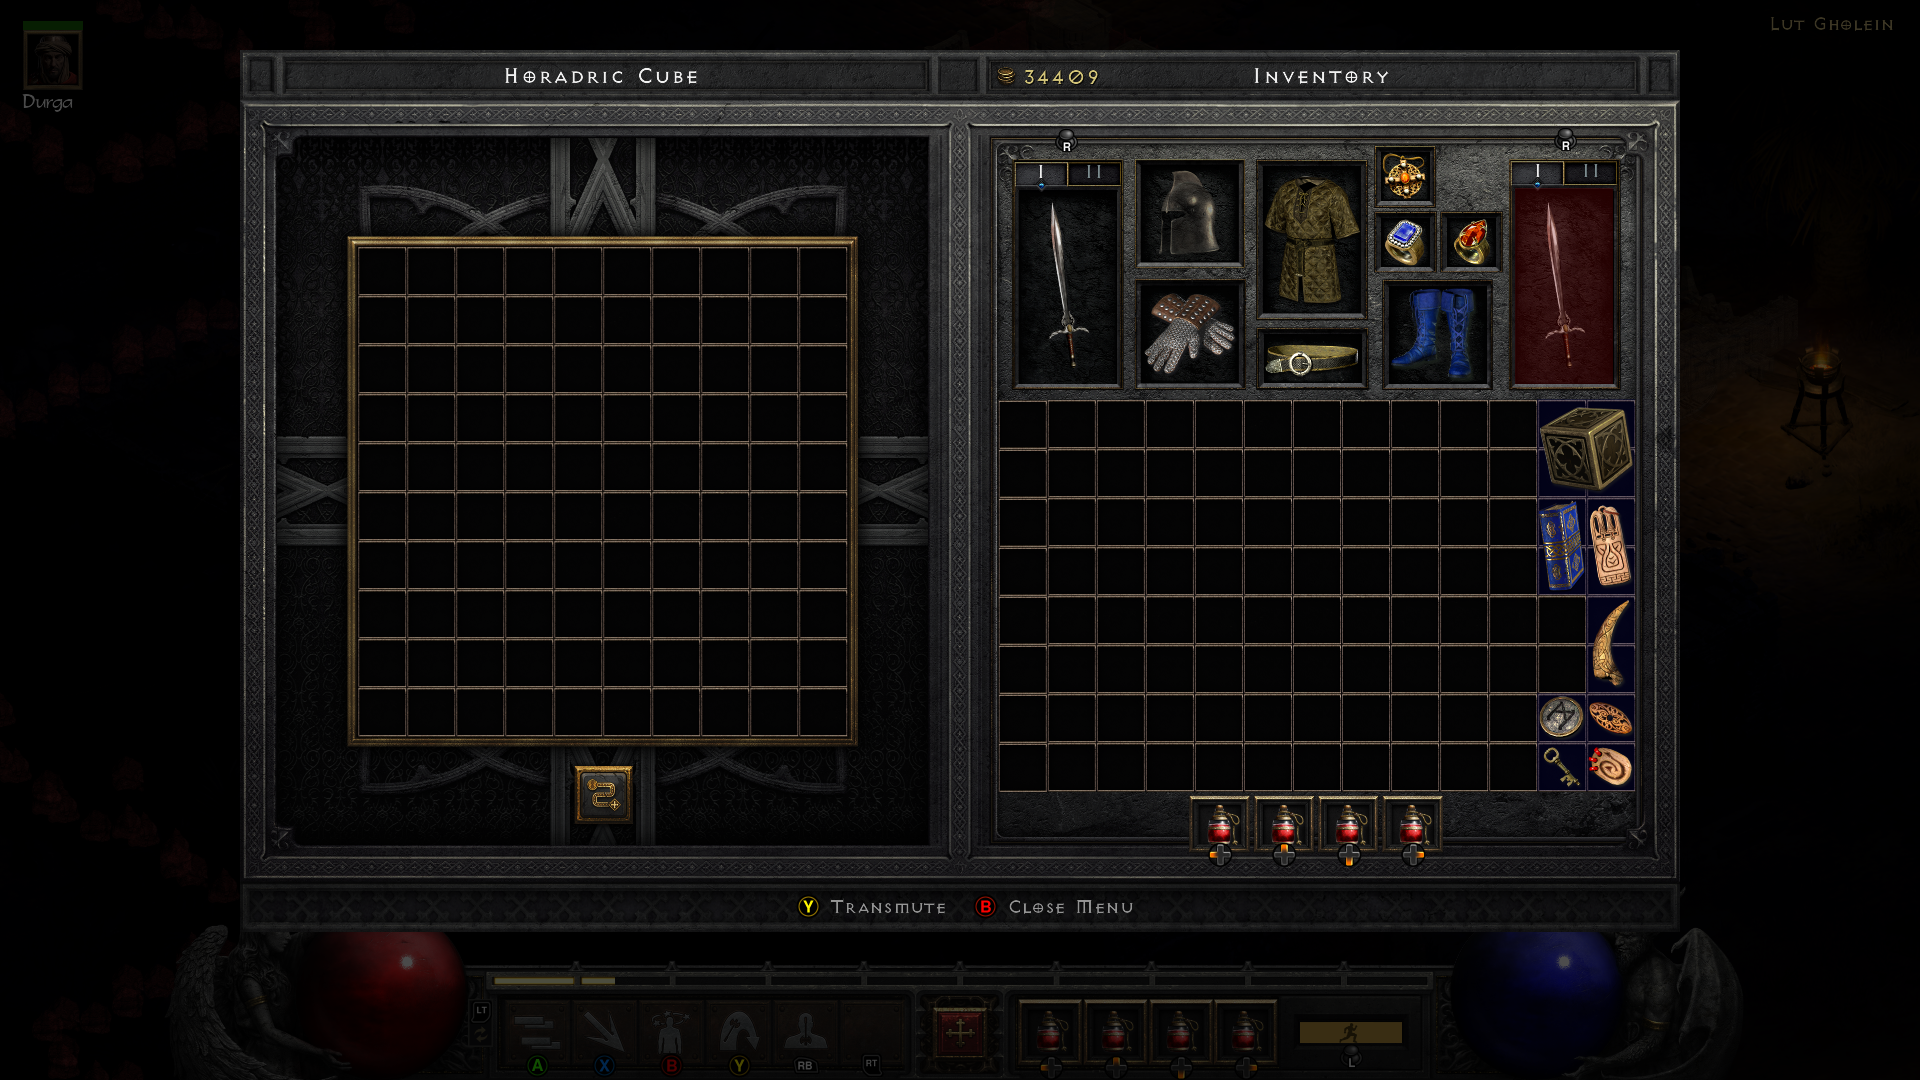 Lut Gholein
Durga
Horadric Cube
34409
Inventory
R
R
I II
I II
Y Transmute B Close Menu
LT
A X B Y RB RT
L